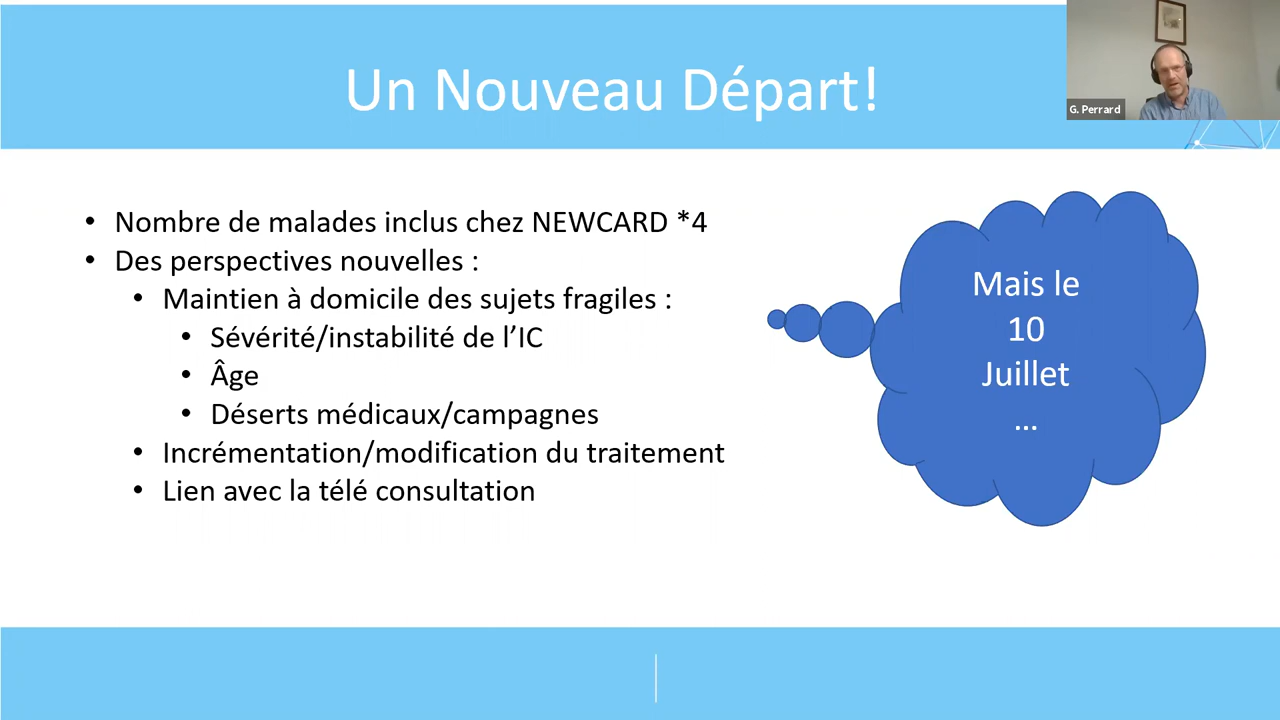 Un Nouveau Départ!
G. Perrard
• Nombre de malades inclus chez NEWCARD *4
• Des perspectives nouvelles :
• Maintien à domicile des sujets fragiles :
• Sévérité/instabilité de l’IC
• Âge
• Déserts médicaux/campagnes
• Incrémentation/modification du traitement
• Lien avec la télé consultation
Mais le
10
Juillet
...